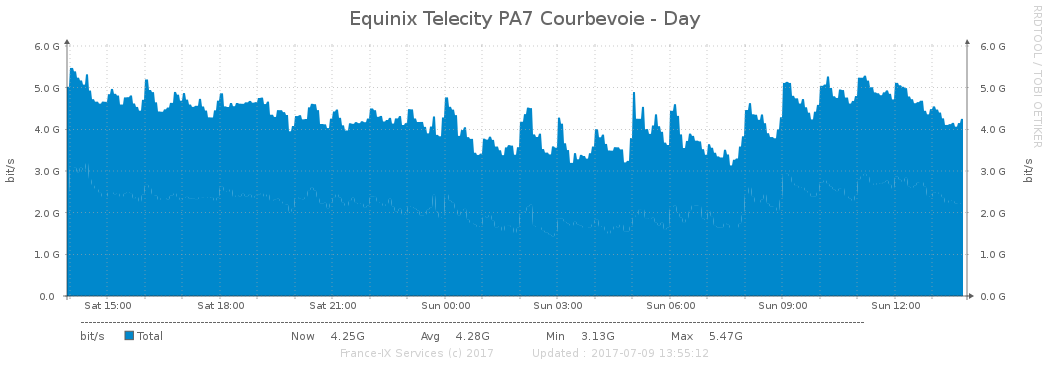 Equinix Telecity PA7 Courbevoie - Day
RRDTOOL / TOBI OETIKER
6.0 G 6.0 G
5.0 G 5.0 G
4.0 G 4.0 G
3.0 G 3.0 G
2.0 G 2.0 G
1.0 G 1.0 G
0.0 0.0 G
bit/s bit/s
Sat 15:00 Sat 18:00 Sat 21:00 Sun 00:00 Sun 03:00 Sun 06:00 Sun 09:00 Sun 12:00
bit/s Total Now 4.25G Avg 4.28G Min 3.13G Max 5.47G
France-IX Services (c) 2017 Updated : 2017-07-09 13:55:12